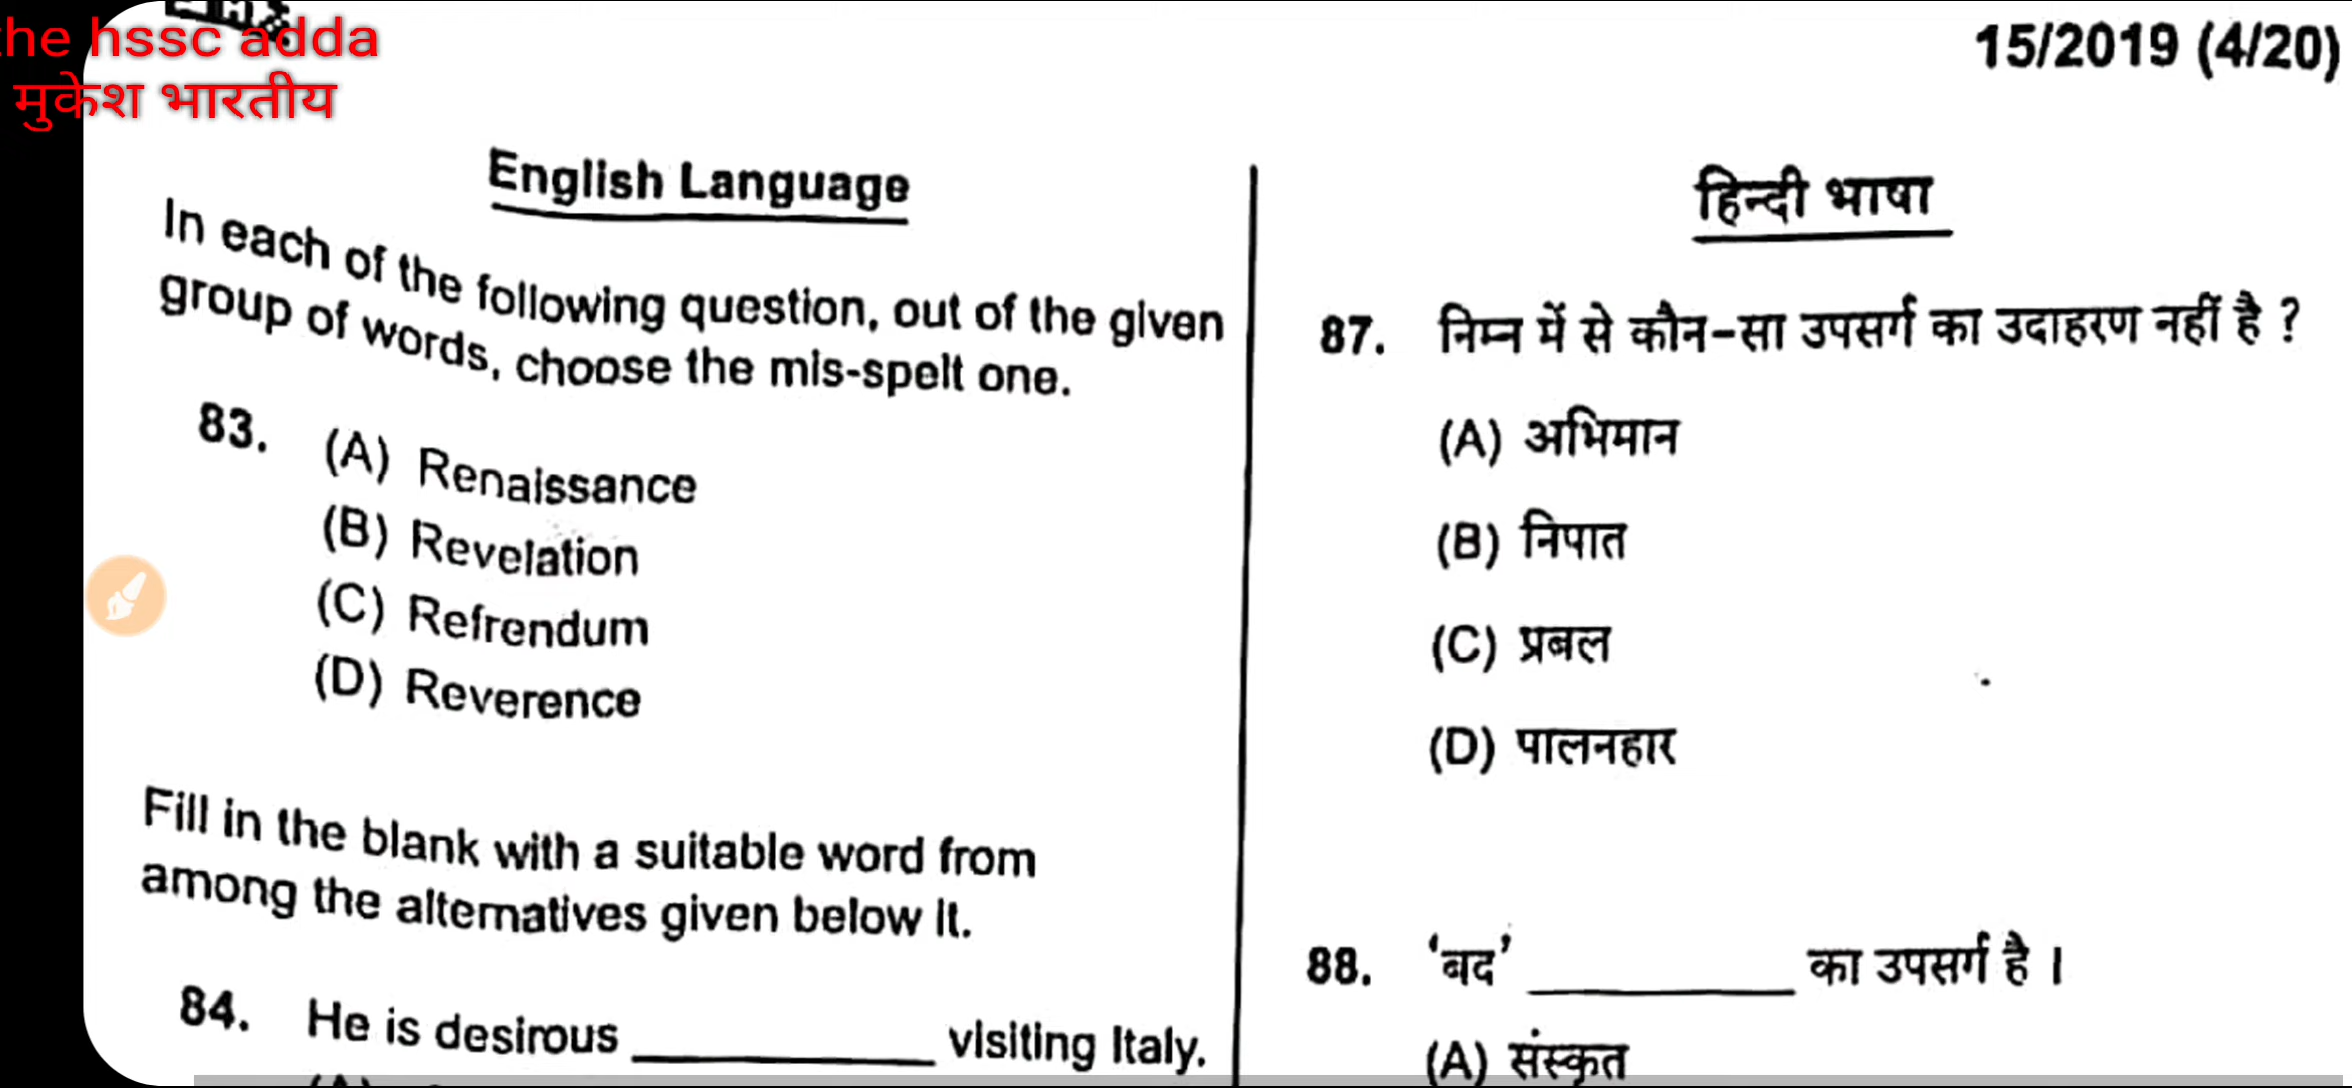 the hssc adda
मुकेश भारतीय
15/2019 (4/20)
English Language
In each of the following question, out of the given
group of words, choose the mis-spelt one.
83. (A) Renaissance
(B) Revelation
(C) Refrendum
(D) Reverence
Fill in the blank with a suitable word from
among the alternatives given below it.
84. He is desirous __________ visiting Italy.
हिन्दी भाषा
87. निम्न में से कौन-सा उपसर्ग का उदाहरण नहीं है ?
(A) अभिमान
(B) निपात
(C) प्रबल
(D) पालनहार
88. ‘बद’ __________ का उपसर्ग है ।
(A) संस्कृत